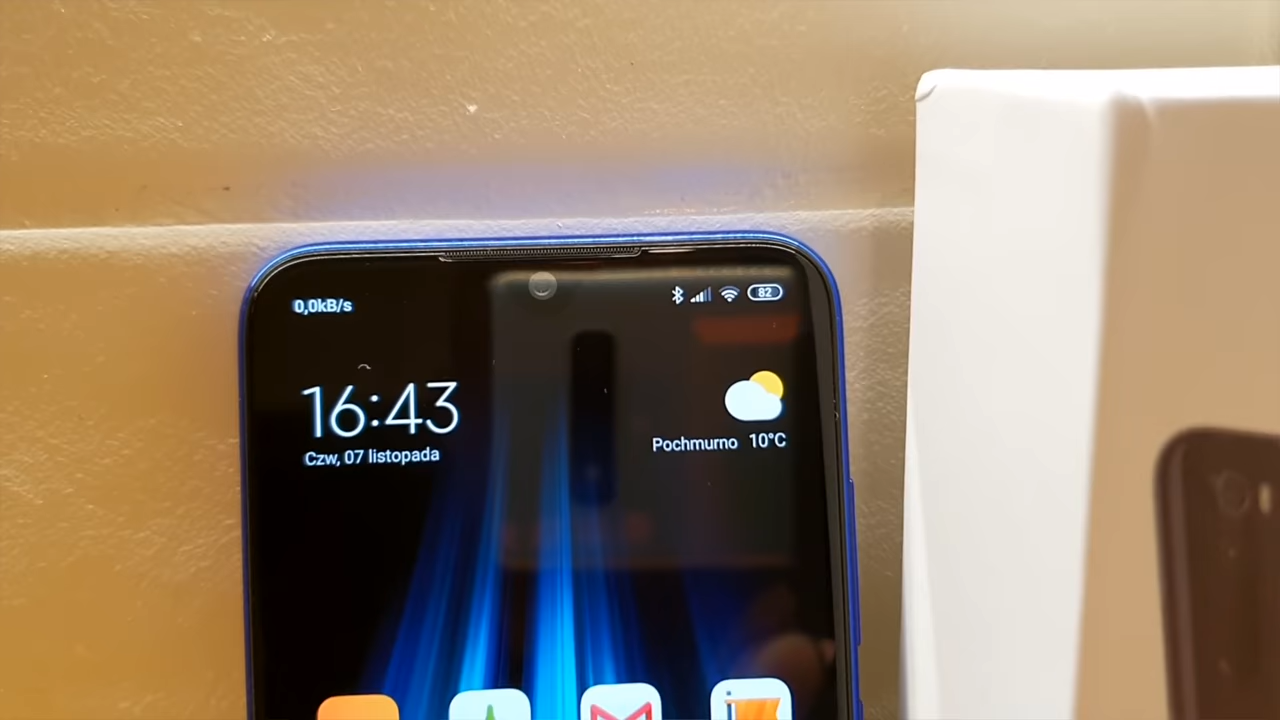 0,0kB/s
82
16:43
Czw, 07 listopada
Pochmurno 10°C